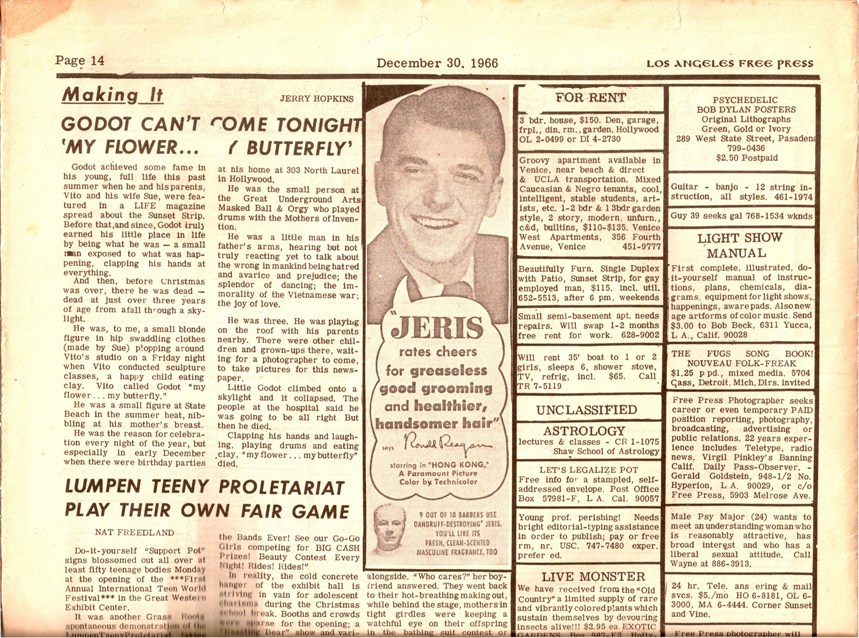 Page 14
December 30, 1966
LOS ANGELES FREE PRESS
Making It
JERRY HOPKINS
GODOT CAN'T COME TONIGHT
'MY FLOWER... BUTTERFLY'
Godot achieved some fame in
his young, full life this past
summer when he and his parents,
Vito and his wife Sue, were fea-
tured in a LIFE magazine
spread about the Sunset Strip.
Before that, and since, Godot truly
earned his little place in life
by being what he was — a small
man exposed to what was hap-
pening, clapping his hands at
everything.
And then, before Christmas
was over, there he was dead —
dead at just over three years
of age from a fall through a sky-
light.
He was, to me, a small blonde
figure in hip swaddling clothes
(made by Sue) plopping around
Vito's studio on a Friday night
when Vito conducted sculpture
classes, a happy child eating
clay. Vito called Godot "my
flower... my butterfly."
He was a small figure at State
Beach in the summer heat, nib-
bling at his mother's breast.
He was the reason for celebra-
tion every night of the year, but
especially in early December
when there were birthday parties
at his home at 303 North Laurel
in Hollywood.
He was the small person at
the Great Underground Arts
Masked Ball & Orgy who played
drums with the Mothers of Inven-
tion.
He was a little man in his
father's arms, hearing but not
truly reacting yet to talk about
the wrong in mankind being hatred
and avarice and prejudice; the
splendor of dancing; the im-
morality of the Vietnamese war;
the joy of love.
He was three. He was playing
on the roof with his parents
nearby. There were other chil-
dren and grown-ups there, wait-
ing for a photographer to come,
to take pictures for this news-
paper.
Little Godot climbed onto a
skylight and it collapsed. The
people at the hospital said he
was going to be all right But
then he died.
Clapping his hands and laugh-
ing, playing drums and eating
clay, "my flower... my butterfly"
died.
LUMPEN TEENY PROLETARIAT
PLAY THEIR OWN FAIR GAME
NAT FREEDLAND
Do-it-yourself "Support Pot"
signs blossomed out all over at
least fifty teenage bodies Monday
at the opening of the ***First
Annual International Teen World
Festival*** in the Great Western
Exhibit Center.
It was another Grass Roots
spontaneous demonstration of the
Lumpen Teeny Proletariat taking
the Bands Ever! See our Go-Go
Girls competing for BIG CASH
Prizes! Beauty Contest Every
Night! Rides! Rides!"
In reality, the cold concrete
hanger of the exhibit hall is
striving in vain for adolescent
charisma during the Christmas
school break. Booths and crowds
were sparse for the opening; a
Bear" show and vari-
alongside, "Who cares?" her boy-
friend answered. They went back
to their hot-breathing making out,
while behind the stage, mothers in
tight girdles were keeping a
watchful eye on their offspring
in the bathing suit contest or
"JERIS
rates cheers
for greaseless
good grooming
and healthier,
handsomer hair"
says Ronald Reagan
starring in "HONG KONG,"
A Paramount Picture
Color by Technicolor
9 OUT OF 10 BARBERS USE
DANDRUFF-DESTROYING* JERIS.
YOU'LL LIKE ITS
FRESH, CLEAN-SCENTED
MASCULINE FRAGRANCE, TOO.
FOR RENT
3 bdr. house, $150. Den, garage,
frpl., din, rm., garden, Hollywood
OL 2-0499 or DI 4-2730
Groovy apartment available in
Venice, near beach & direct
& UCLA transportation. Mixed
Caucasian & Negro tenants, cool,
intelligent, stable students, art-
ists, etc. 1-2 bdr & 1 3bdr garden
style, 2 story, modern, unfurn.,
c&d, builtins, $110-$135. Venice
West Apartments, 356 Fourth
Avenue, Venice 451-9777
Beautifully Furn. Single Duplex
with Patio, Sunset Strip, for gay
employed man, $115. incl. util.
652-5513, after 6 pm. weekends
Small semi-basement apt. needs
repairs. Will swap 1-2 months
free rent for work. 628-9002
Will rent 35' boat to 1 or 2
girls, sleeps 6, shower stove,
TV, refrig, incl. $65. Call
TR 7-5119
UNCLASSIFIED
ASTROLOGY
lectures & classes - CR 1-1075
Shaw School of Astrology
LET'S LEGALIZE POT
Free info for a stamped, self-
addressed envelope. Post Office
Box 57981-F, L.A. Cal. 90057
Young prof. perishing! Needs
bright editorial-typing assistance
in order to publish; pay or free
rm, nr. USC. 747-7480 exper.
preferred.
LIVE MONSTER
We have received from the "Old
Country" a limited supply of rare
and vibrantly colored plants which
sustain themselves by devouring
insects alive!! $2.95 ea. EXOTIC
GARDENS, Box
PSYCHEDELIC
BOB DYLAN POSTERS
Original Lithographs
Green, Gold or Ivory
289 West State Street, Pasadena
799-0436
$2.50 Postpaid
Guitar - banjo - 12 string in-
struction, all styles. 461-1974
Guy 39 seeks gal 768-1534 wknds
LIGHT SHOW
MANUAL
First complete, illustrated, do-
it-yourself manual of instruc-
tions, plans, chemicals, dia-
grams, equipment for light shows,
happenings, aware pads. Also new
age artforms of color music. Send
$3.00 to Bob Beck, 6311 Yucca,
L. A., Calif. 90028
THE FUGS SONG BOOK!
NOUVEAU FOLK-FREAK
$1.25 p pd., mixed media. 5704
Cass, Detroit, Mich. Dlrs. invited
Free Press Photographer seeks
career or even temporary PAID
position reporting, photography,
broadcasting, advertising or
public relations. 22 years exper-
ience includes Teletype, radio
news, Virgil Pinkley's Banning
Calif. Daily Pass-Observer. -
Gerald Goldstein, 948-1/2 No.
Hyperion, L.A. 90029, or c/o
Free Press, 5903 Melrose Ave.
Male Psy Major (24) wants to
meet an understanding woman who
is reasonably attractive, has
broad interest and who has a
liberal sexual attitude. Call
Wayne at 886-3913.
24 hr. Tele. ans ering & mail
svcs. $5./mo HO 6-8181, OL 6-
3000, MA 6-4444. Corner Sunset
and Vine.
Free Press photographer will